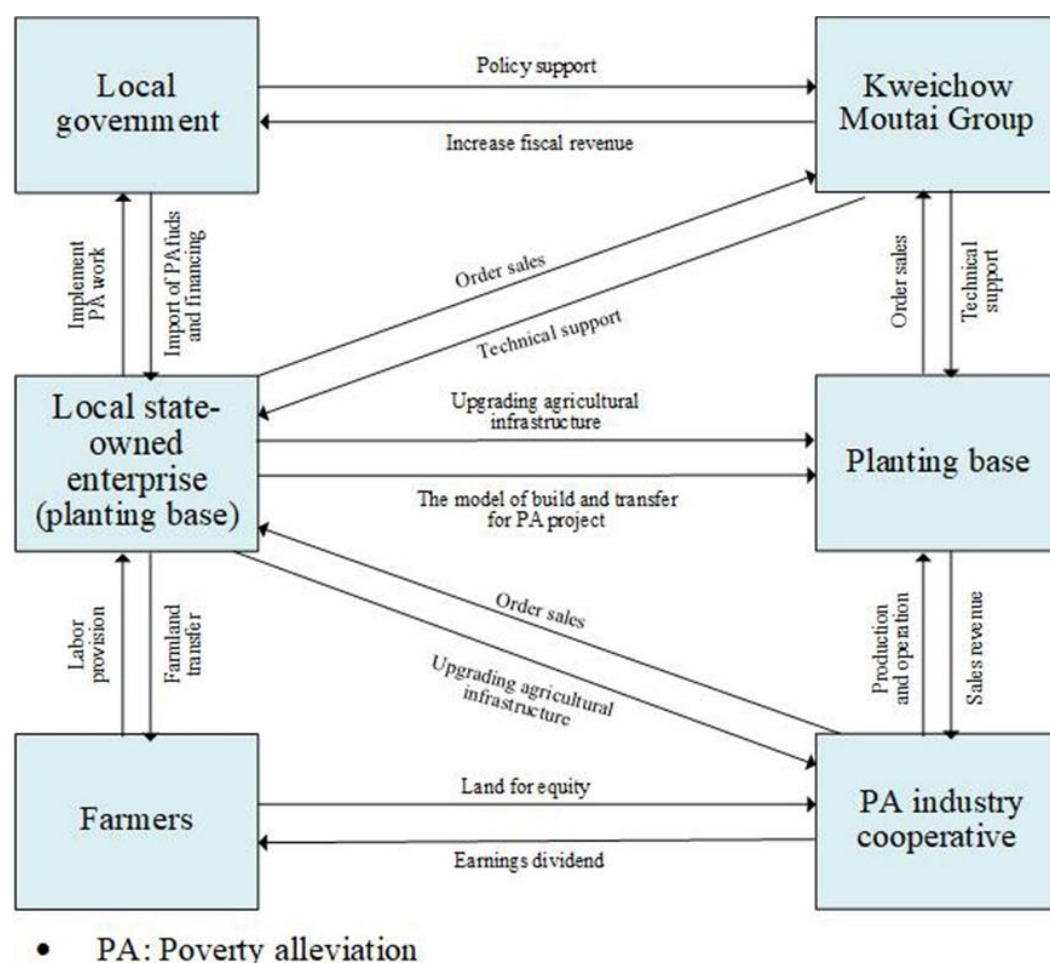 Local
government
Policy support
Increase fiscal revenue
Kweichow
Moutai Group
Implement
PA work
Import of PAfuds
and financing
Order sales
Technical support
Order sales
Technical
support
Local state-
owned
enterprise
(planting base)
Upgrading agricultural
infrastructure
The model of build and transfer
for PA project
Planting base
Labor
provision
Farmland
transfer
Order sales
Upgrading agricultural
infrastructure
Production
and operation
Sales revenue
Farmers
Land for equity
Earnings dividend
PA industry
cooperative
• PA: Poverty alleviation